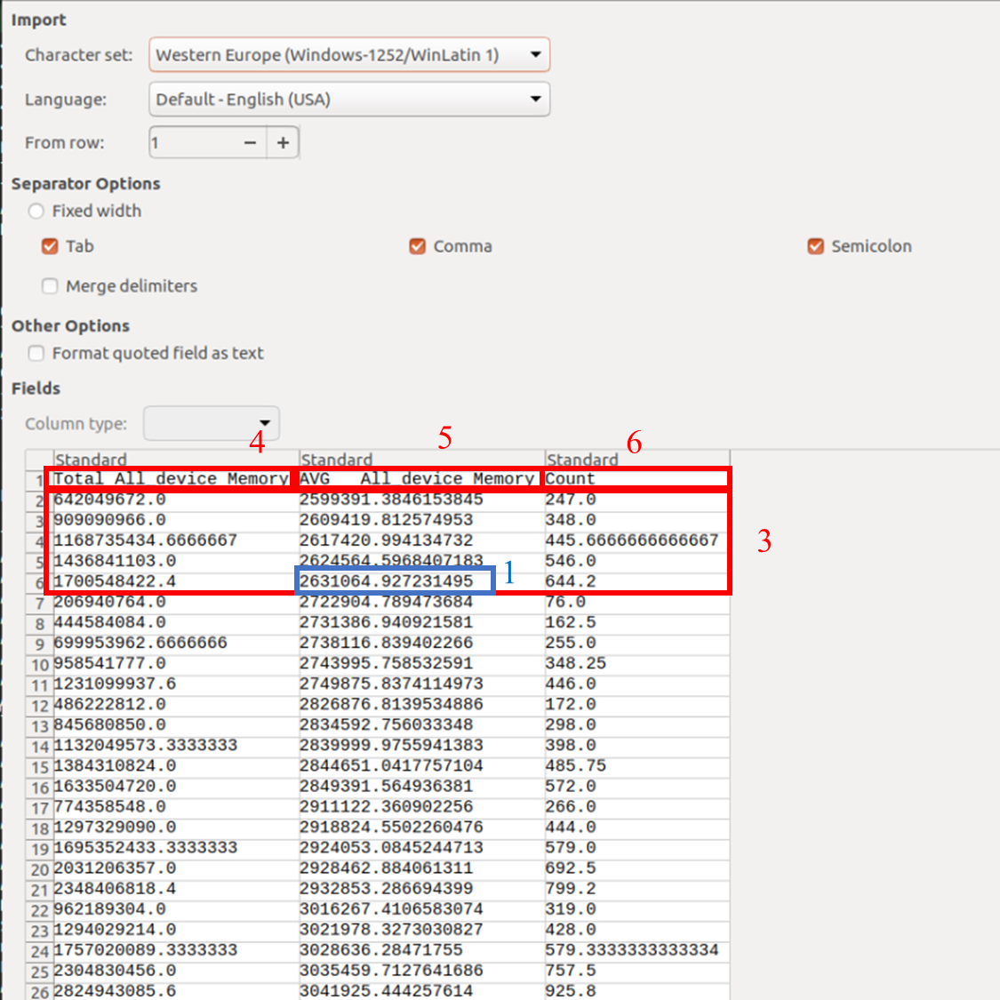 Import
Character set: Western Europe (Windows-1252/WinLatin 1)
Language: Default - English (USA)
From row: 1 − +
Separator Options
Fixed width
Tab Comma Semicolon
Merge delimiters
Other Options
Format quoted field as text
Fields
Column type:
4 5 6
Standard Standard Standard
1 Total All device Memory AVG All device Memory Count
2 642049672.0 2599391.3846153845 247.0
3 909090966.0 2609419.812574953 348.0
4 1168735434.6666667 2617420.994134732 445.6666666666667 3
5 1436841103.0 2624564.5968407183 546.0
6 1700548422.4 2631064.927231495 1 644.2
7 206940764.0 2722904.789473684 76.0
8 444584084.0 2731386.940921581 162.5
9 699953962.6666666 2738116.839402266 255.0
10 958541777.0 2743995.758532591 348.25
11 1231099937.6 2749875.8374114973 446.0
12 486222812.0 2826876.8139534886 172.0
13 845680850.0 2834592.756033348 298.0
14 1132049573.3333333 2839999.9755941383 398.0
15 1384310824.0 2844651.0417757104 485.75
16 1633504720.0 2849391.564936381 572.0
17 774358548.0 2911122.360902256 266.0
18 1297329090.0 2918824.5502260476 444.0
19 1695352433.3333333 2924053.0845244713 579.0
20 2031206357.0 2928462.884061311 692.5
21 2348406818.4 2932853.286694399 799.2
22 962189304.0 3016267.4106583074 319.0
23 1294029214.0 3021978.3273030827 428.0
24 1757020089.3333333 3028636.28471755 579.3333333333334
25 2304830456.0 3035459.7127641686 757.5
26 2824943085.6 3041925.444257614 925.8